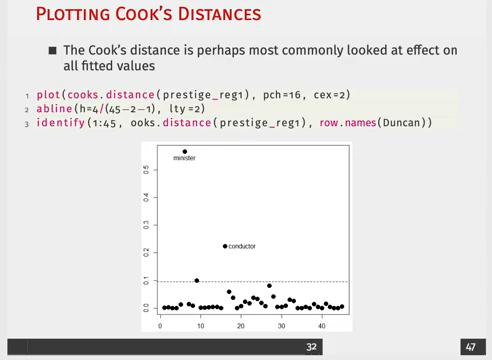 Plotting Cook's Distances
The Cook's distance is perhaps most commonly looked at effect on
all fitted values
1 plot(cooks.distance(prestige_reg1), pch=16, cex=2)
2 abline(h=4/(45−2−1), lty=2)
3 identify(1:45, ooks.distance(prestige_reg1), row.names(Duncan))
minister
0.5
0.4
0.3
conductor
0.2
0.1
0.0
0 10 20 30 40
32 47